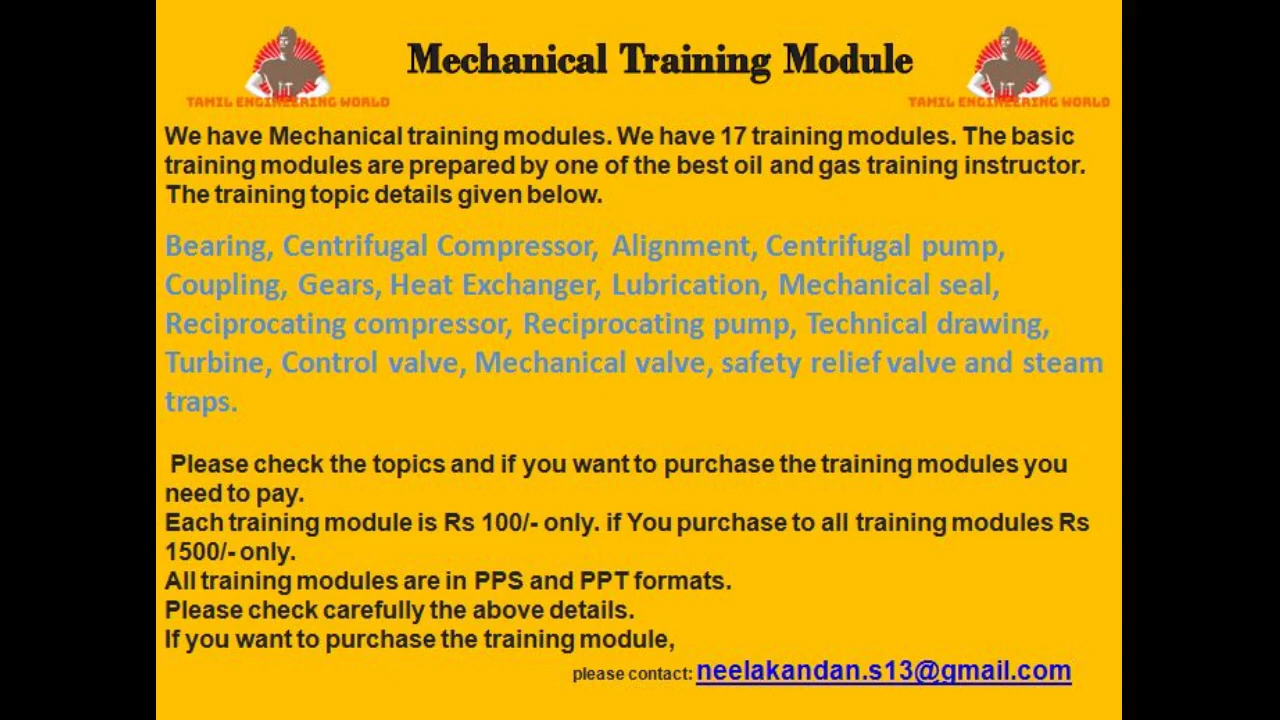 Mechanical Training Module
TAMIL ENGINEERING WORLD
TAMIL ENGINEERING WORLD
We have Mechanical training modules. We have 17 training modules. The basic
training modules are prepared by one of the best oil and gas training instructor.
The training topic details given below.
Bearing, Centrifugal Compressor, Alignment, Centrifugal pump,
Coupling, Gears, Heat Exchanger, Lubrication, Mechanical seal,
Reciprocating compressor, Reciprocating pump, Technical drawing,
Turbine, Control valve, Mechanical valve, safety relief valve and steam
traps.
Please check the topics and if you want to purchase the training modules you
need to pay.
Each training module is Rs 100/- only. if You purchase to all training modules Rs
1500/- only.
All training modules are in PPS and PPT formats.
Please check carefully the above details.
If you want to purchase the training module,
please contact: neelakandan.s13@gmail.com